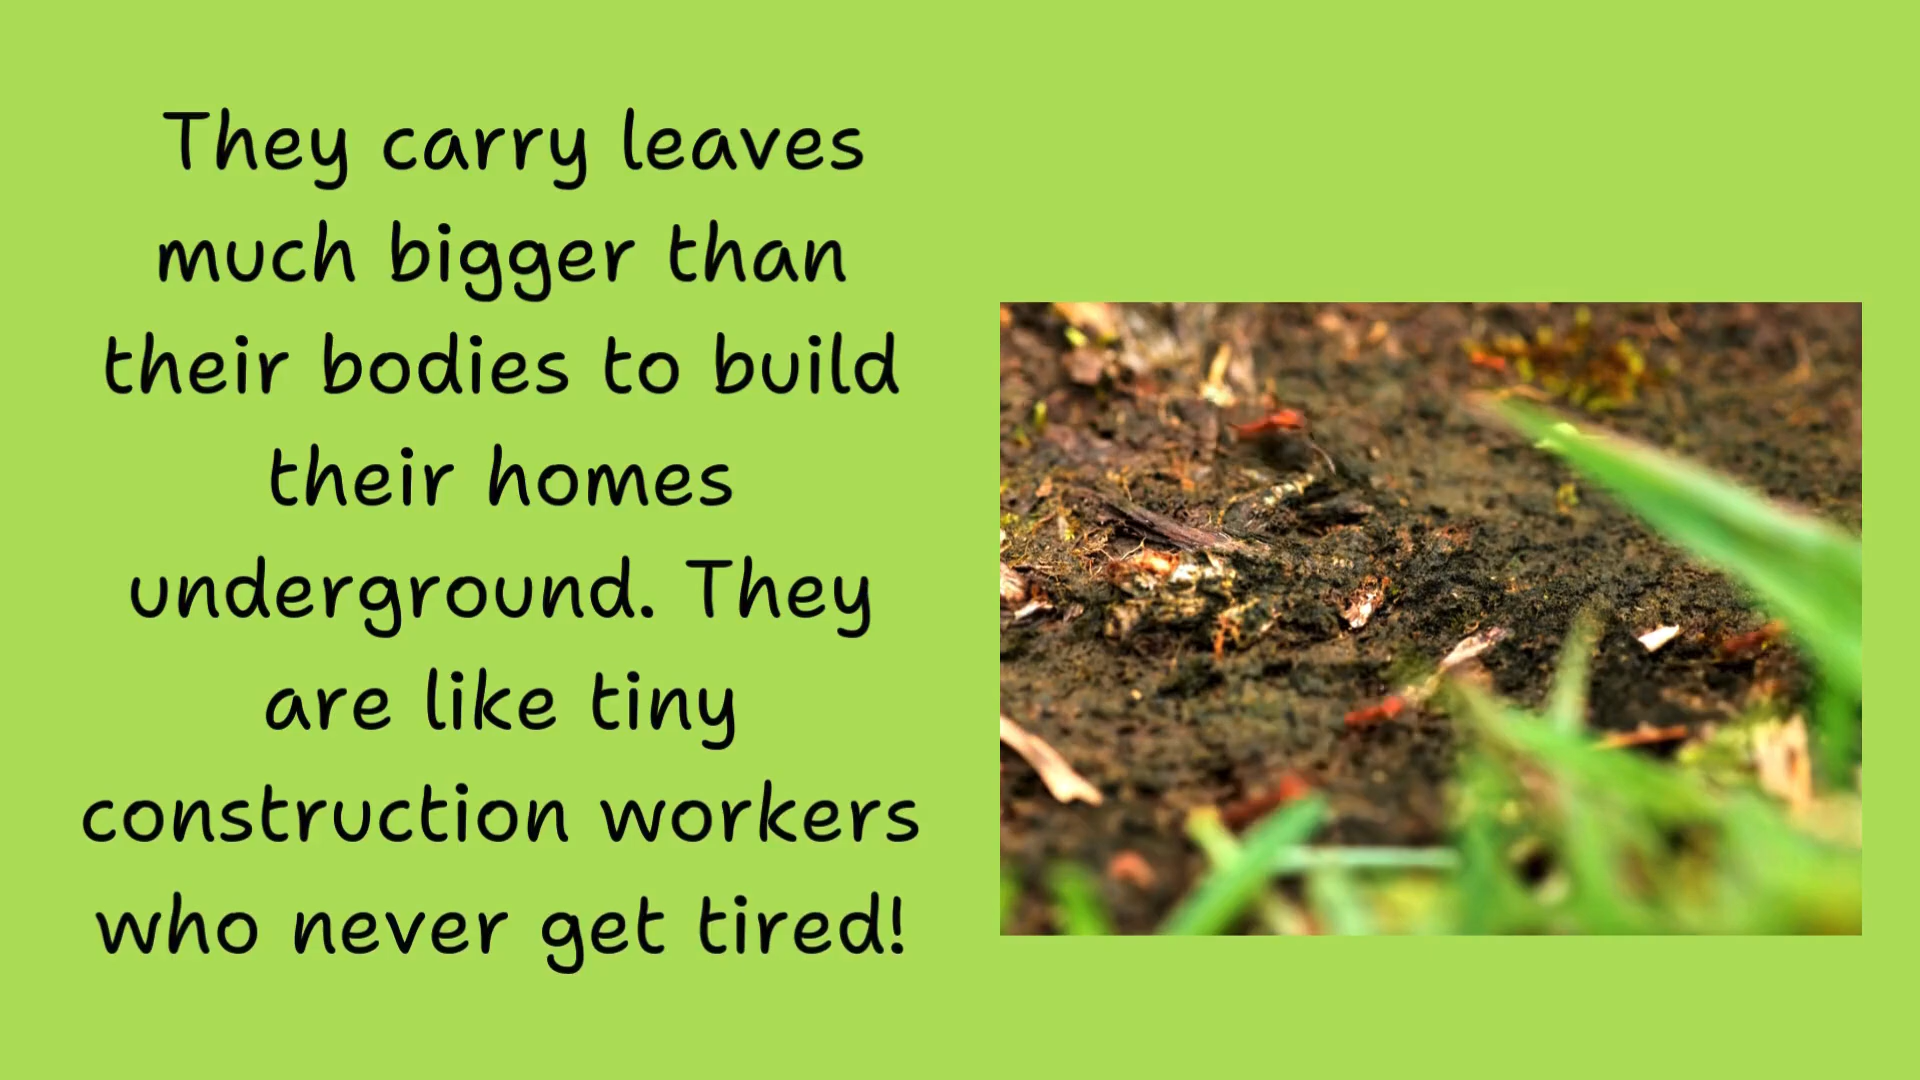 They carry leaves
much bigger than
their bodies to build
their homes
underground. They
are like tiny
construction workers
who never get tired!